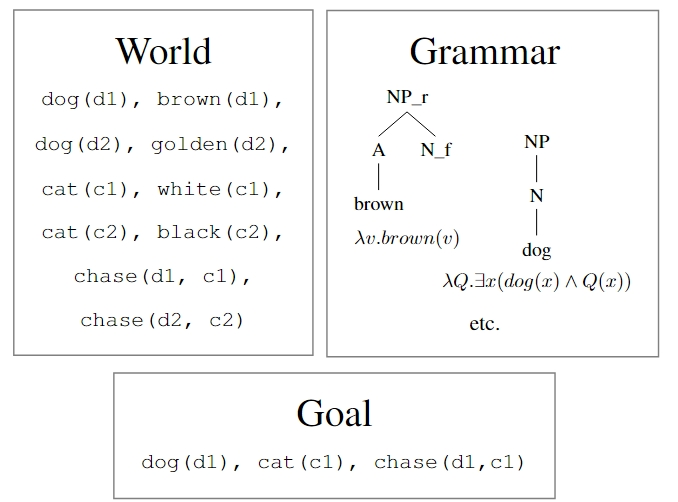 World
dog(d1), brown(d1),
dog(d2), golden(d2),
cat(c1), white(c1),
cat(c2), black(c2),
chase(d1, c1),
chase(d2, c2)
Grammar
NP_r
A N_f
brown
λv.brown(v)
NP
N
dog
λQ.∃x(dog(x) ∧ Q(x))
etc.
Goal
dog(d1), cat(c1), chase(d1,c1)